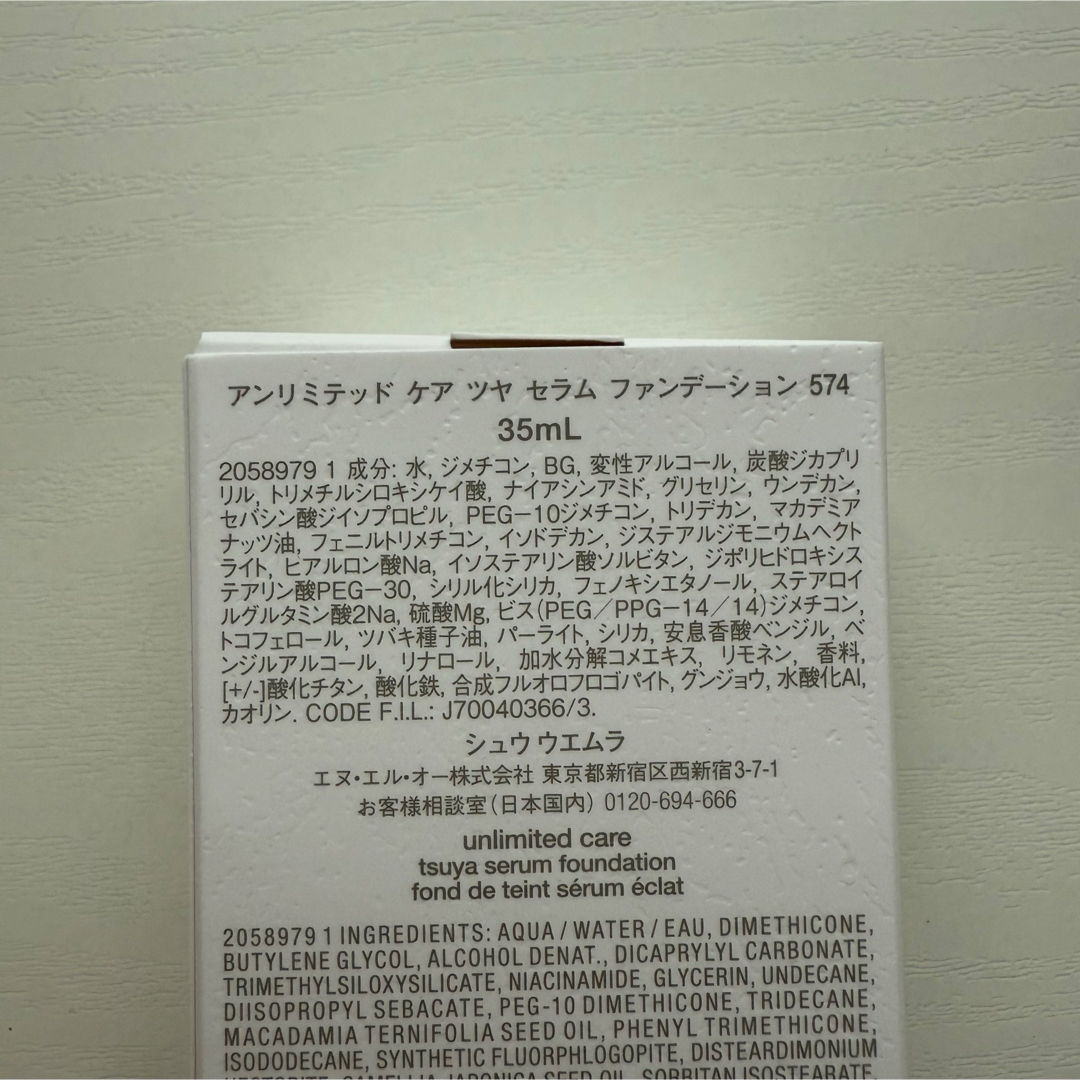 アンリミテッド ケア ツヤ セラム ファンデーション 574
35mL
2058979 1 成分: 水, ジメチコン, BG, 変性アルコール, 炭酸ジカプリ
リル, トリメチルシロキシケイ酸, ナイアシンアミド, グリセリン, ウンデカン,
セバシン酸ジイソプロピル, PEG－10ジメチコン, トリデカン, マカデミア
ナッツ油, フェニルトリメチコン, イソドデカン, ジステアルジモニウムヘクト
ライト, ヒアルロン酸Na, イソステアリン酸ソルビタン, ジポリヒドロキシス
テアリン酸PEG－30, シリル化シリカ, フェノキシエタノール, ステアロイ
ルグルタミン酸2Na, 硫酸Mg, ビス(PEG／PPG－14／14)ジメチコン,
トコフェロール, ツバキ種子油, パーライト, シリカ, 安息香酸ベンジル, ベ
ンジルアルコール, リナロール, 加水分解コメエキス, リモネン, 香料,
[+/-]酸化チタン, 酸化鉄, 合成フルオロフロゴパイト, グンジョウ, 水酸化Al,
カオリン. CODE F.I.L.: J70040366/3.
シュウ ウエムラ
エヌ・エル・オー株式会社 東京都新宿区西新宿3-7-1
お客様相談室(日本国内) 0120-694-666
unlimited care
tsuya serum foundation
fond de teint sérum éclat
2058979 1 INGREDIENTS: AQUA / WATER / EAU, DIMETHICONE,
BUTYLENE GLYCOL, ALCOHOL DENAT., DICAPRYLYL CARBONATE,
TRIMETHYLSILOXYSILICATE, NIACINAMIDE, GLYCERIN, UNDECANE,
DIISOPROPYL SEBACATE, PEG-10 DIMETHICONE, TRIDECANE,
MACADAMIA TERNIFOLIA SEED OIL, PHENYL TRIMETHICONE,
ISODODECANE, SYNTHETIC FLUORPHLOGOPITE, DISTEARDIMONIUM
HECTORITE, CAMELLIA JAPONICA SEED OIL, SORBITAN ISOSTEARATE,